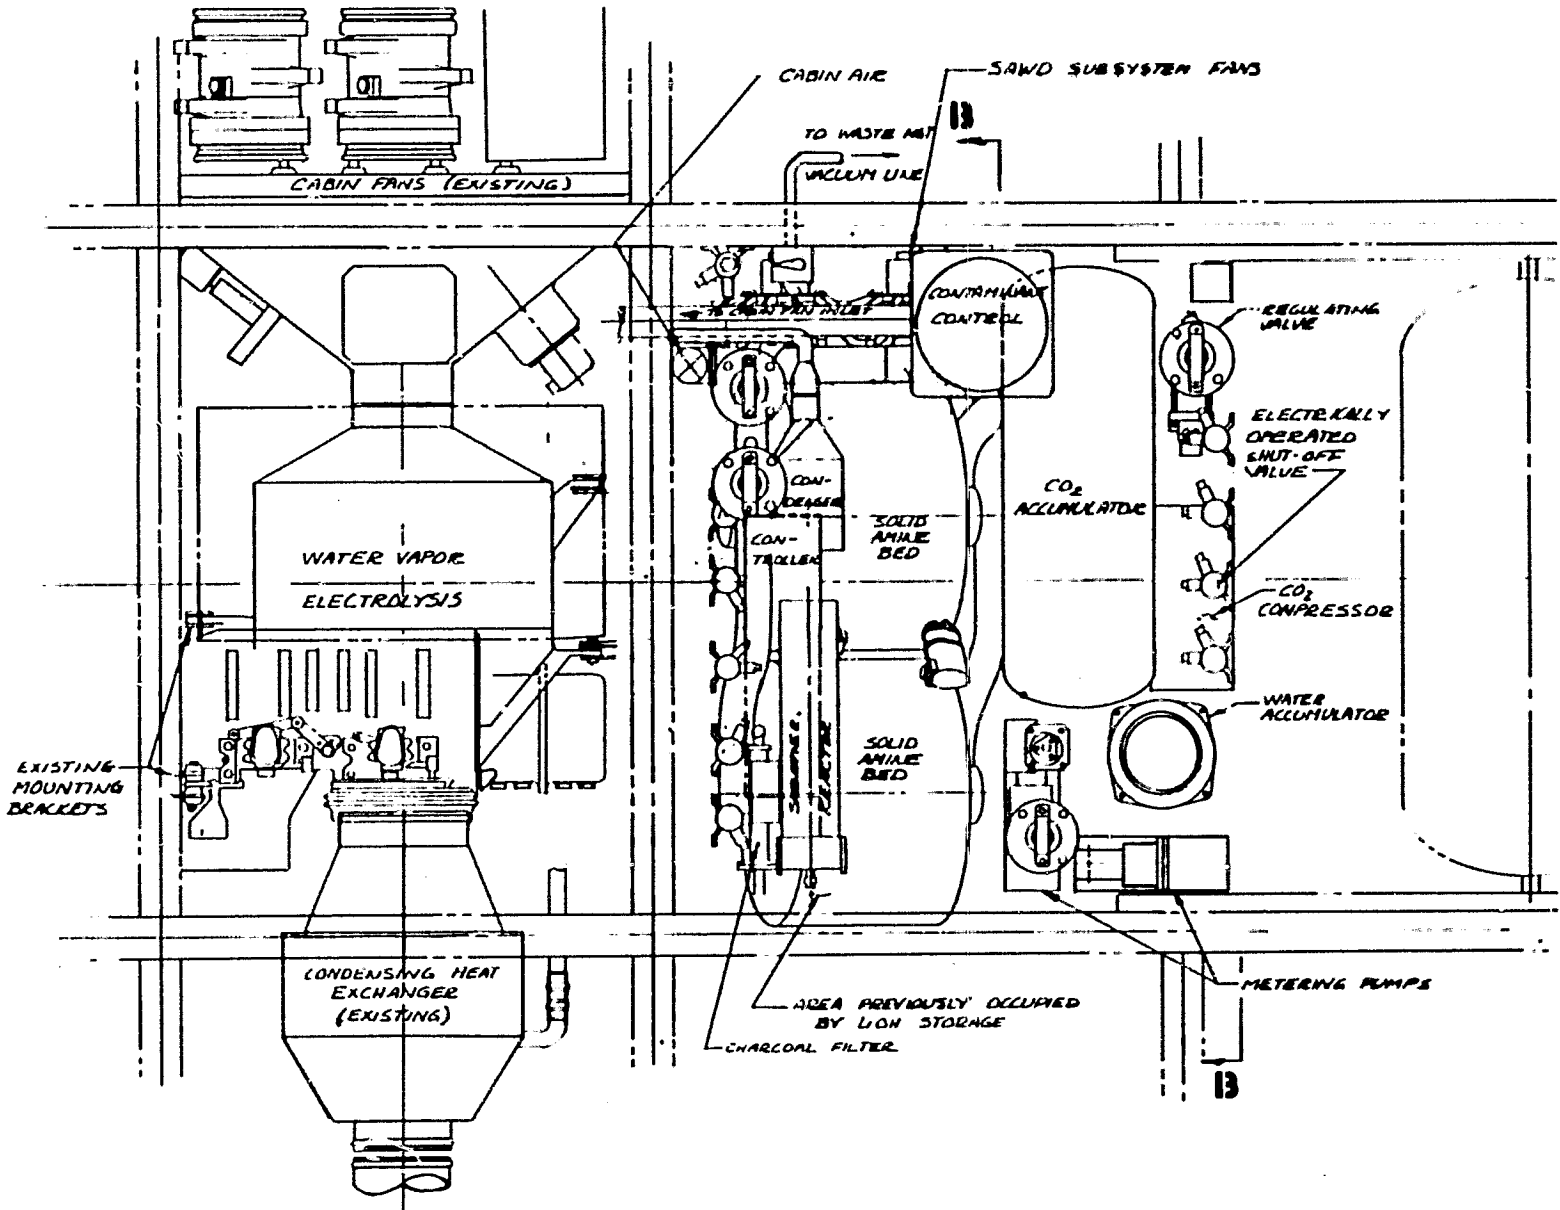 CABIN AIR
SAWD SUBSYSTEM FANS
B
TO WASTE MGT
VACUUM LINE
CABIN FANS (EXISTING)
TO CABIN FAN INLET
CONTAMINANT
CONTROL
REGULATING
VALVE
ELECTRICALLY
OPERATED
SHUT-OFF
VALVE
CO2
ACCUMULATOR
CON-
DENSER
SOLID
AMINE
BED
CON-
TROLLER
WATER VAPOR
ELECTROLYSIS
CO2
COMPRESSOR
WATER
ACCUMULATOR
SOLID
AMINE
BED
SABATIER
REACTOR
EXISTING
MOUNTING
BRACKETS
CONDENSING HEAT
EXCHANGER
(EXISTING)
AREA PREVIOUSLY OCCUPIED
BY LIOH STORAGE
METERING PUMPS
CHARCOAL FILTER
B